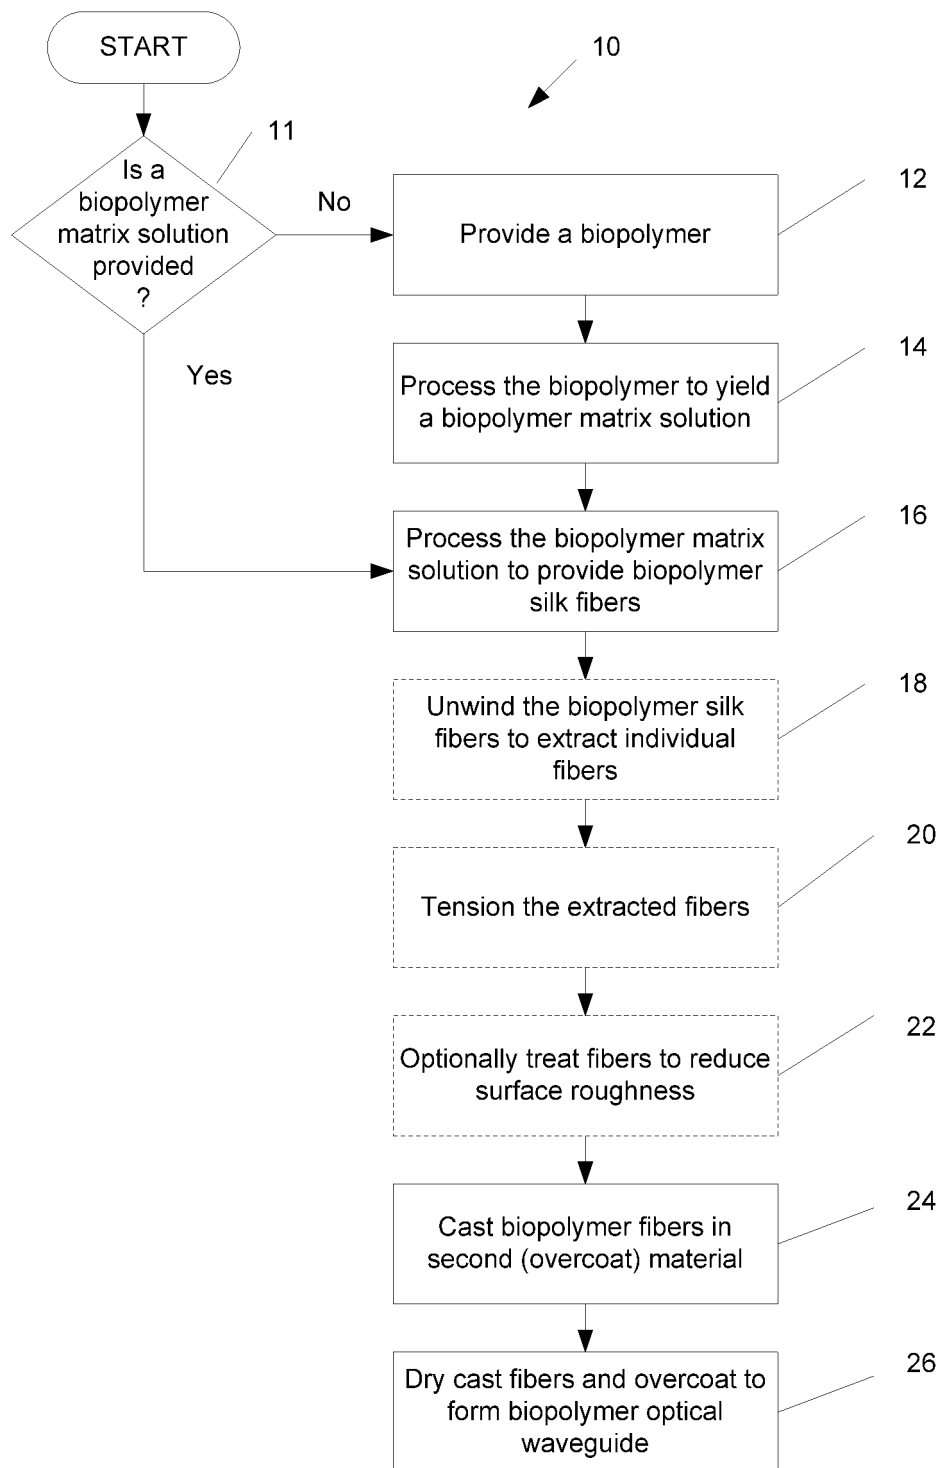 START
10
11
Is a
biopolymer
matrix solution
provided
?
No
12
Provide a biopolymer
Yes
14
Process the biopolymer to yield
a biopolymer matrix solution
16
Process the biopolymer matrix
solution to provide biopolymer
silk fibers
18
Unwind the biopolymer silk
fibers to extract individual
fibers
20
Tension the extracted fibers
22
Optionally treat fibers to reduce
surface roughness
24
Cast biopolymer fibers in
second (overcoat) material
26
Dry cast fibers and overcoat to
form biopolymer optical
waveguide